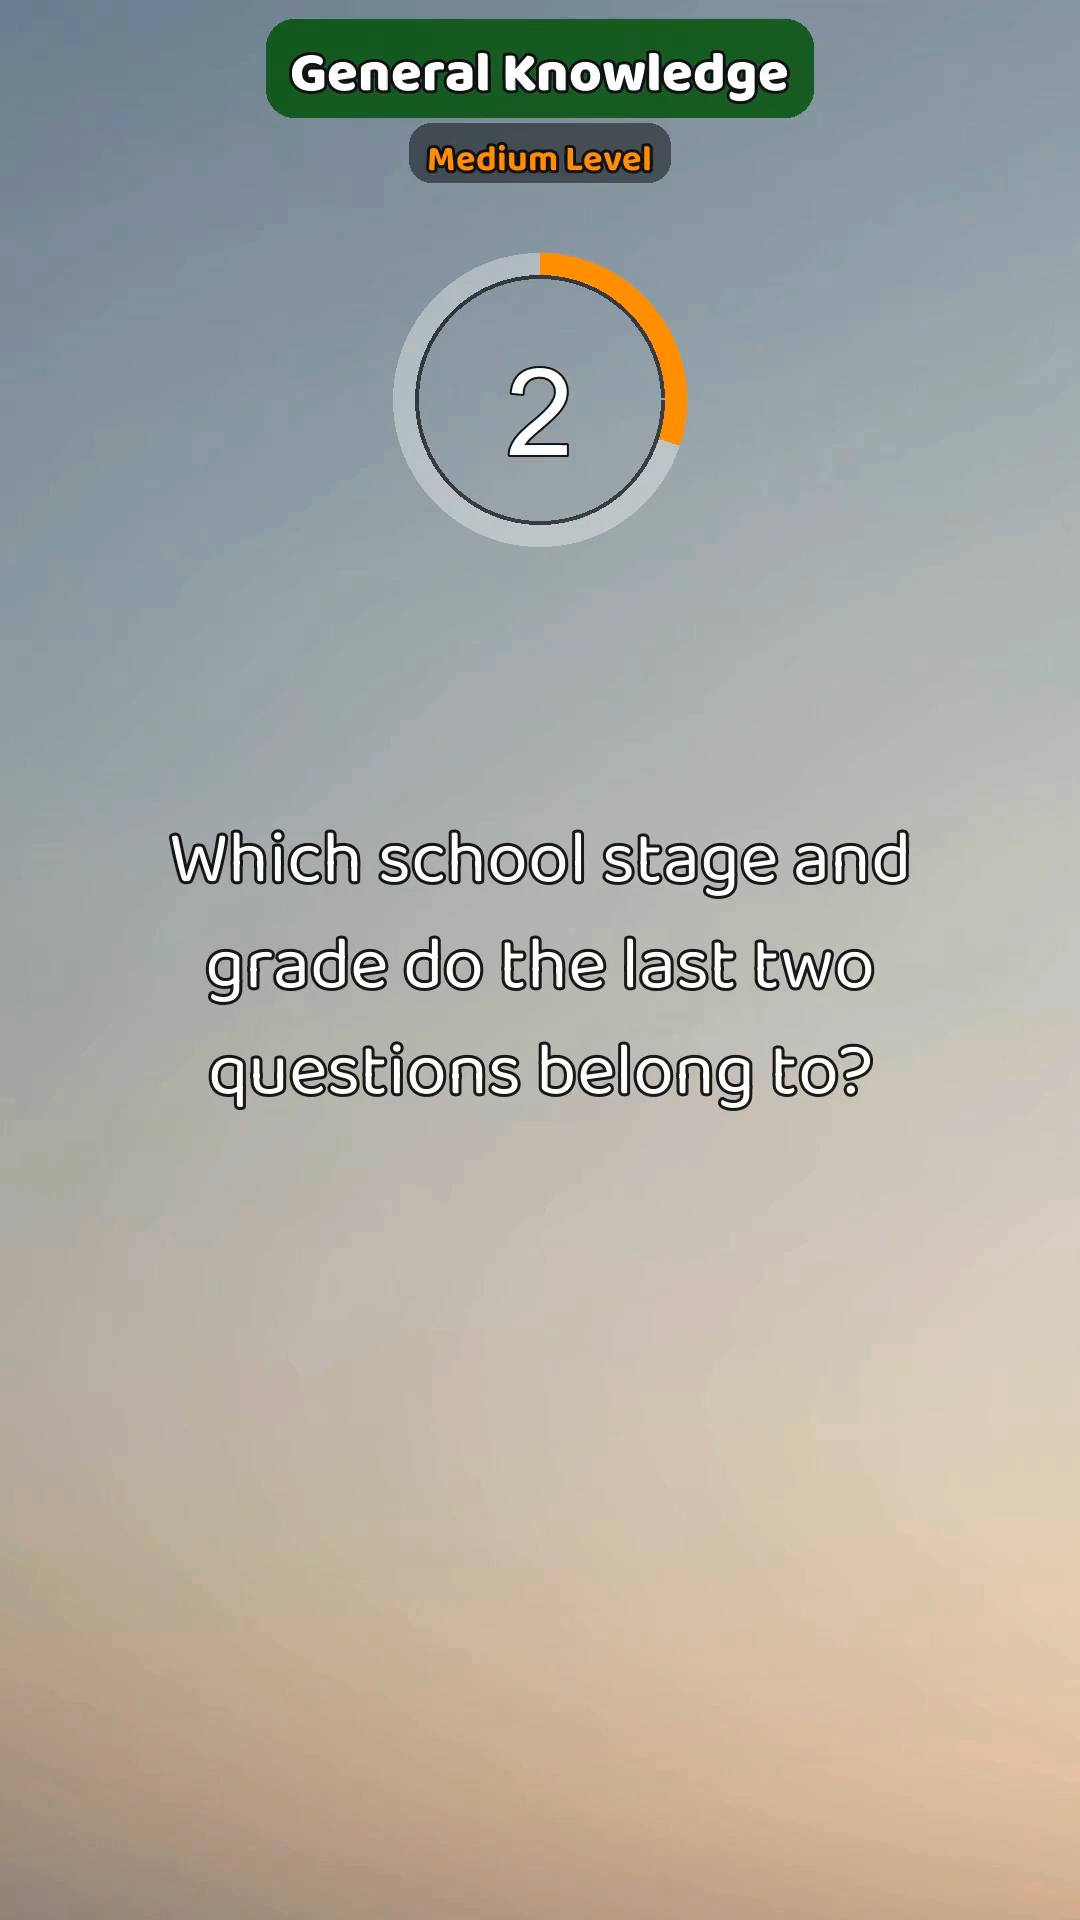 General Knowledge
Medium Level
2
Which school stage and
grade do the last two
questions belong to?